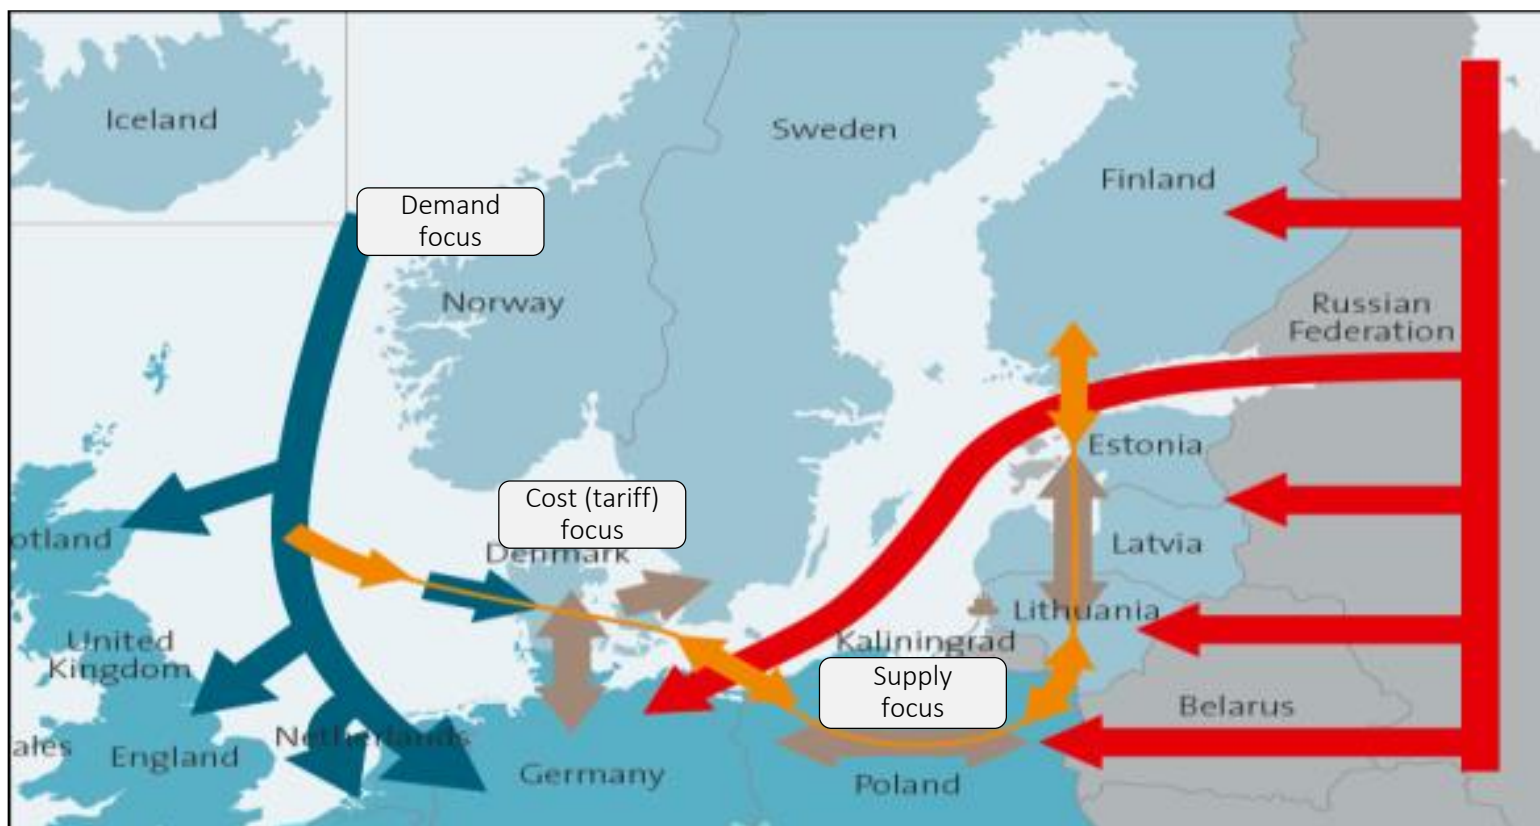 Iceland
Sweden
Finland
Demand
focus
Norway
Russian
Federation
Estonia
Cost (tariff)
focus
Denmark
otland
Latvia
Lithuania
United
Kingdom
Kaliningrad
Supply
focus
Belarus
Netherlands
ales
England
Germany
Poland